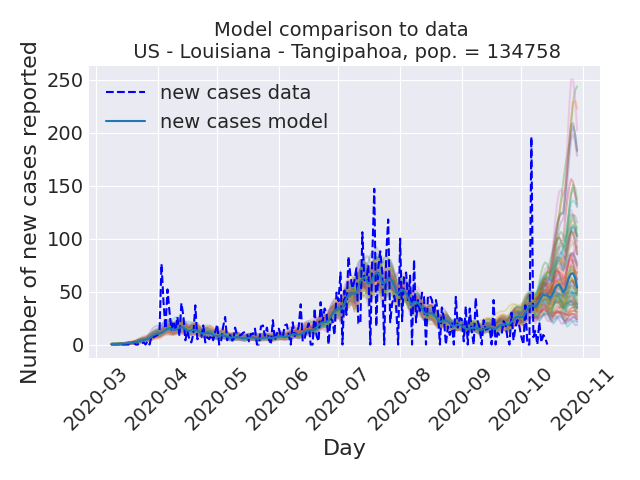 Model comparison to data
US - Louisiana - Tangipahoa, pop. = 134758
Number of new cases reported
250
200
150
100
50
0
new cases data
new cases model
2020-03
2020-04
2020-05
2020-06
2020-07
2020-08
2020-09
2020-10
2020-11
Day